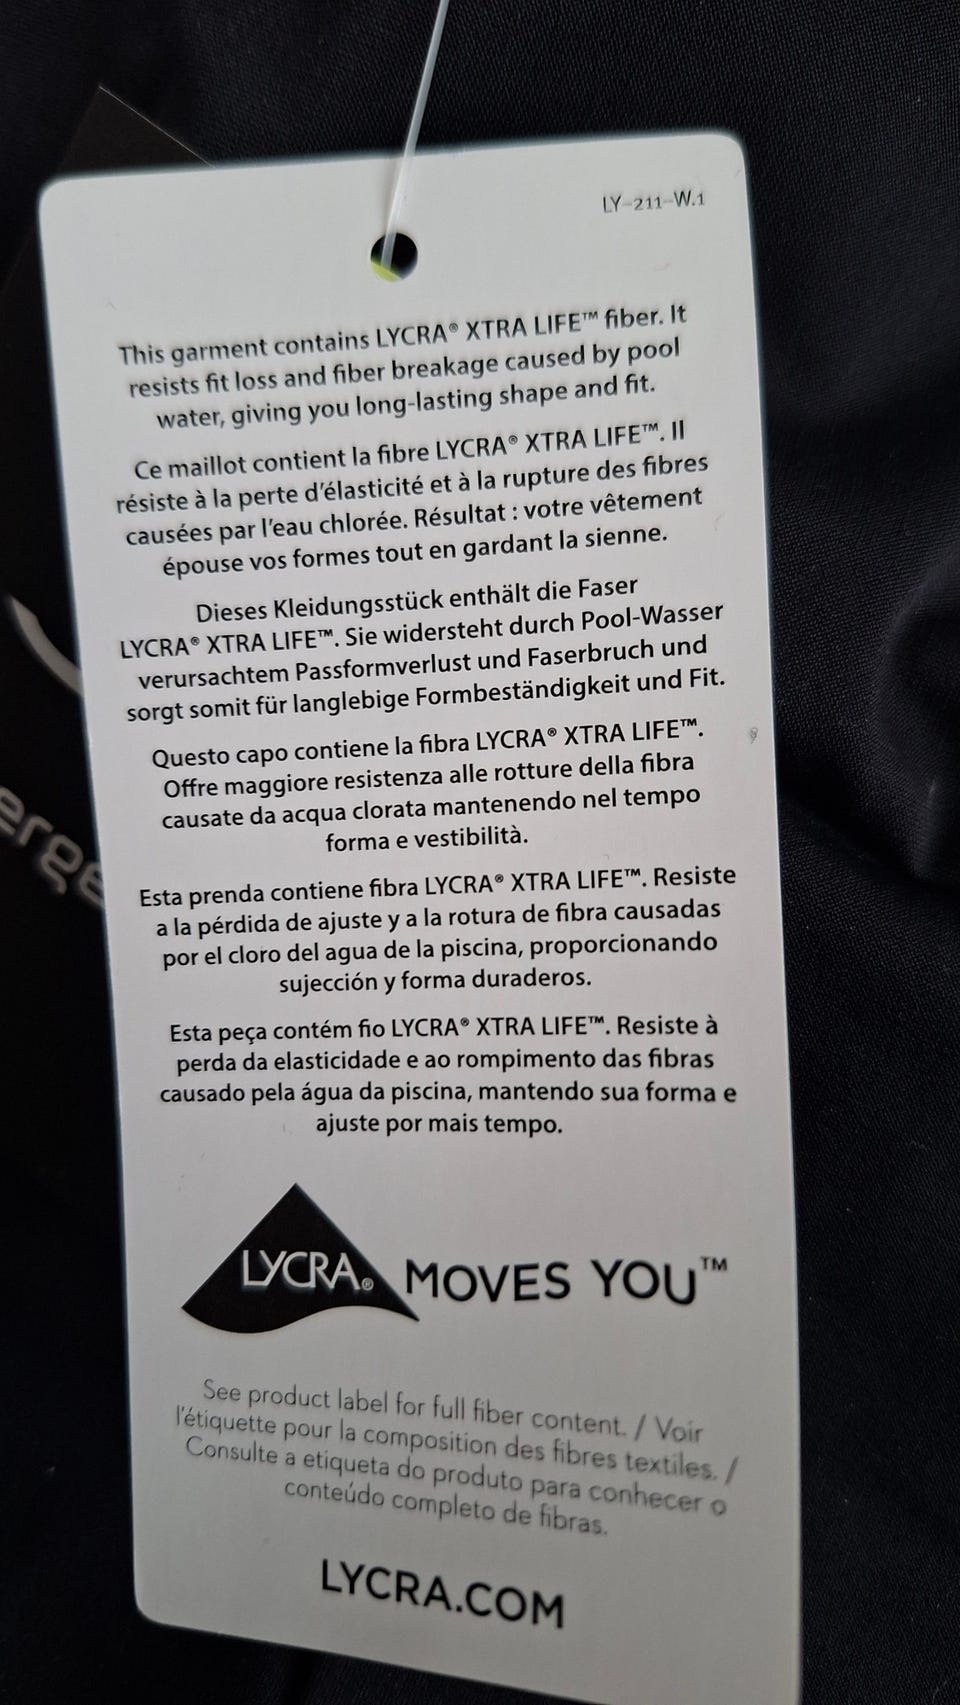 LY-211-W.1
This garment contains LYCRA® XTRA LIFE™ fiber. It
resists fit loss and fiber breakage caused by pool
water, giving you long-lasting shape and fit.
Ce maillot contient la fibre LYCRA® XTRA LIFE™. Il
résiste à la perte d'élasticité et à la rupture des fibres
causées par l'eau chlorée. Résultat : votre vêtement
épouse vos formes tout en gardant la sienne.
Dieses Kleidungsstück enthält die Faser
LYCRA® XTRA LIFE™. Sie widersteht durch Pool-Wasser
verursachtem Passformverlust und Faserbruch und
sorgt somit für langlebige Formbeständigkeit und Fit.
Questo capo contiene la fibra LYCRA® XTRA LIFE™.
Offre maggiore resistenza alle rotture della fibra
causate da acqua clorata mantenendo nel tempo
forma e vestibilità.
Esta prenda contiene fibra LYCRA® XTRA LIFE™. Resiste
a la pérdida de ajuste y a la rotura de fibra causadas
por el cloro del agua de la piscina, proporcionando
sujección y forma duraderos.
Esta peça contém fio LYCRA® XTRA LIFE™. Resiste à
perda da elasticidade e ao rompimento das fibras
causado pela água da piscina, mantendo sua forma e
ajuste por mais tempo.
LYCRA® MOVES YOU™
See product label for full fiber content. / Voir
l'étiquette pour la composition des fibres textiles. /
Consulte a etiqueta do produto para conhecer o
conteúdo completo de fibras.
LYCRA.COM